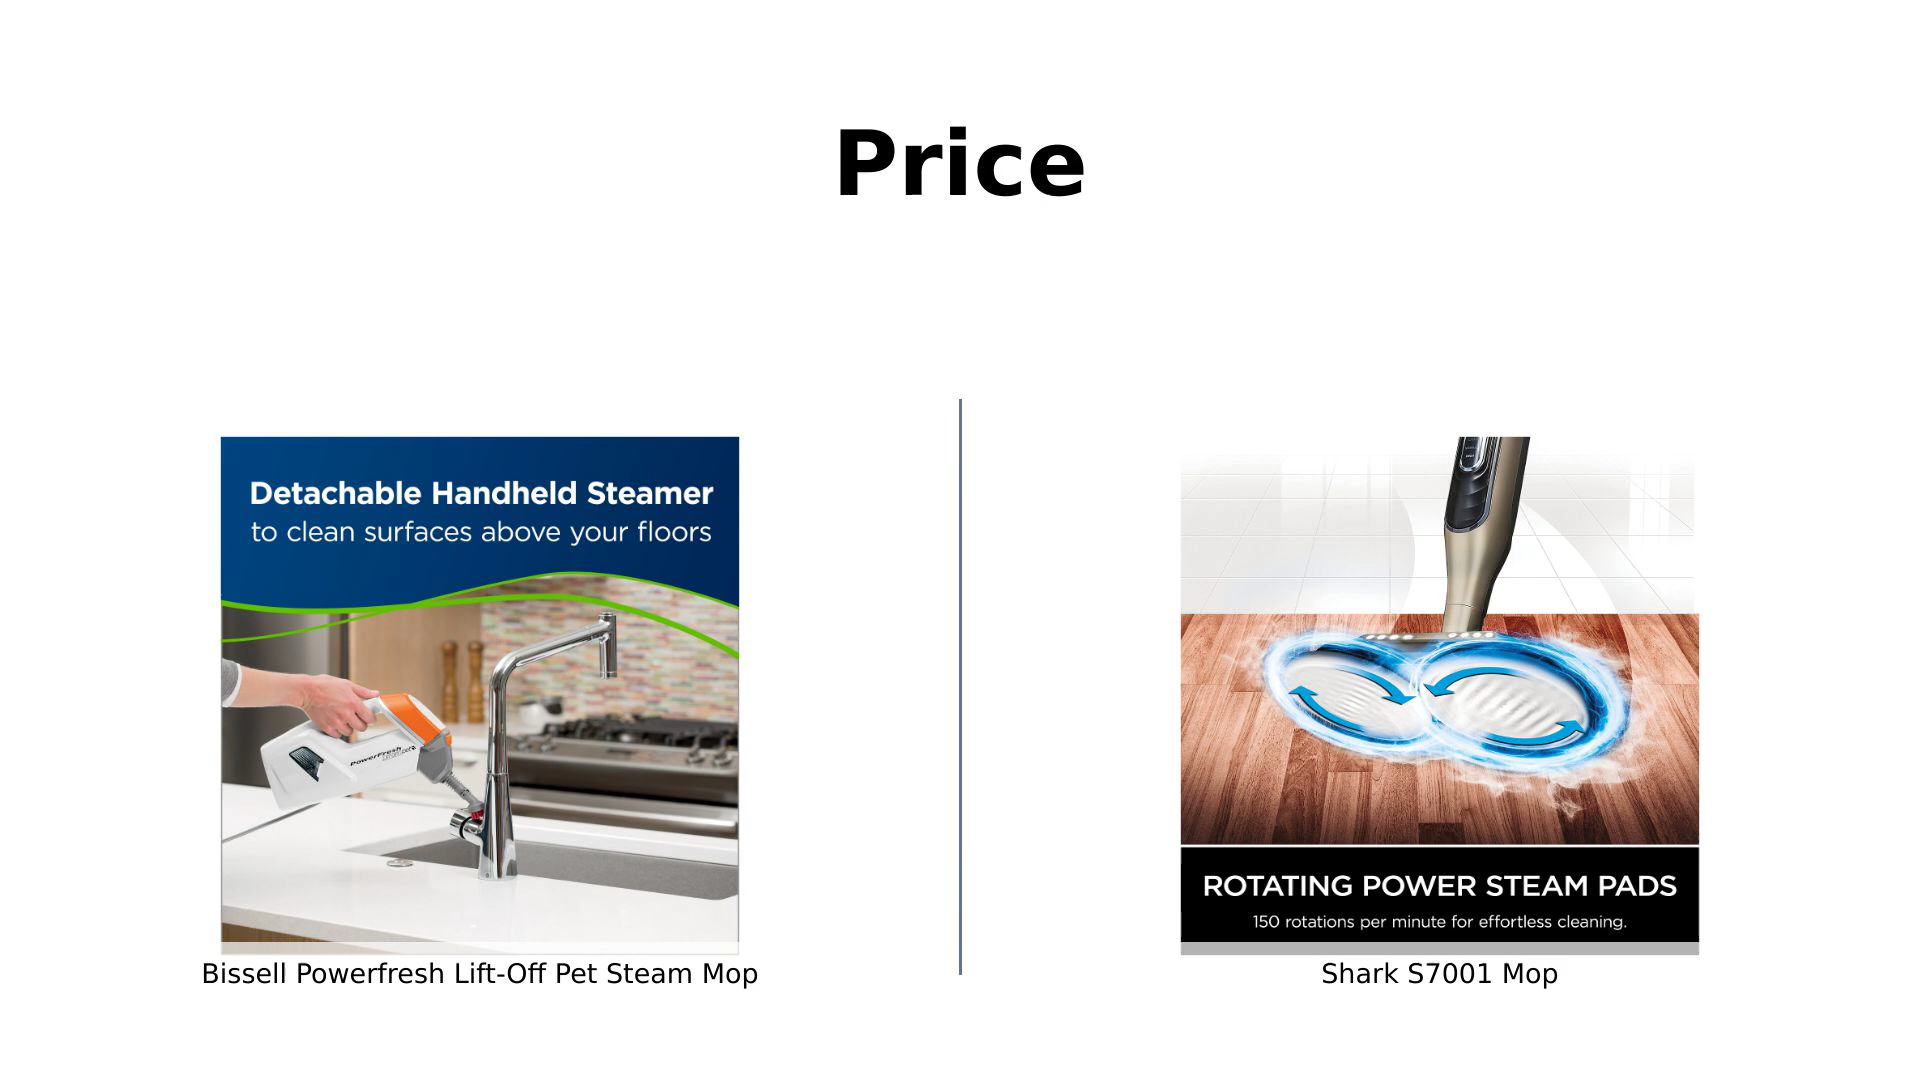 Price
Detachable Handheld Steamer
to clean surfaces above your floors
PowerFresh
ROTATING POWER STEAM PADS
150 rotations per minute for effortless cleaning.
Bissell Powerfresh Lift-Off Pet Steam Mop
Shark S7001 Mop